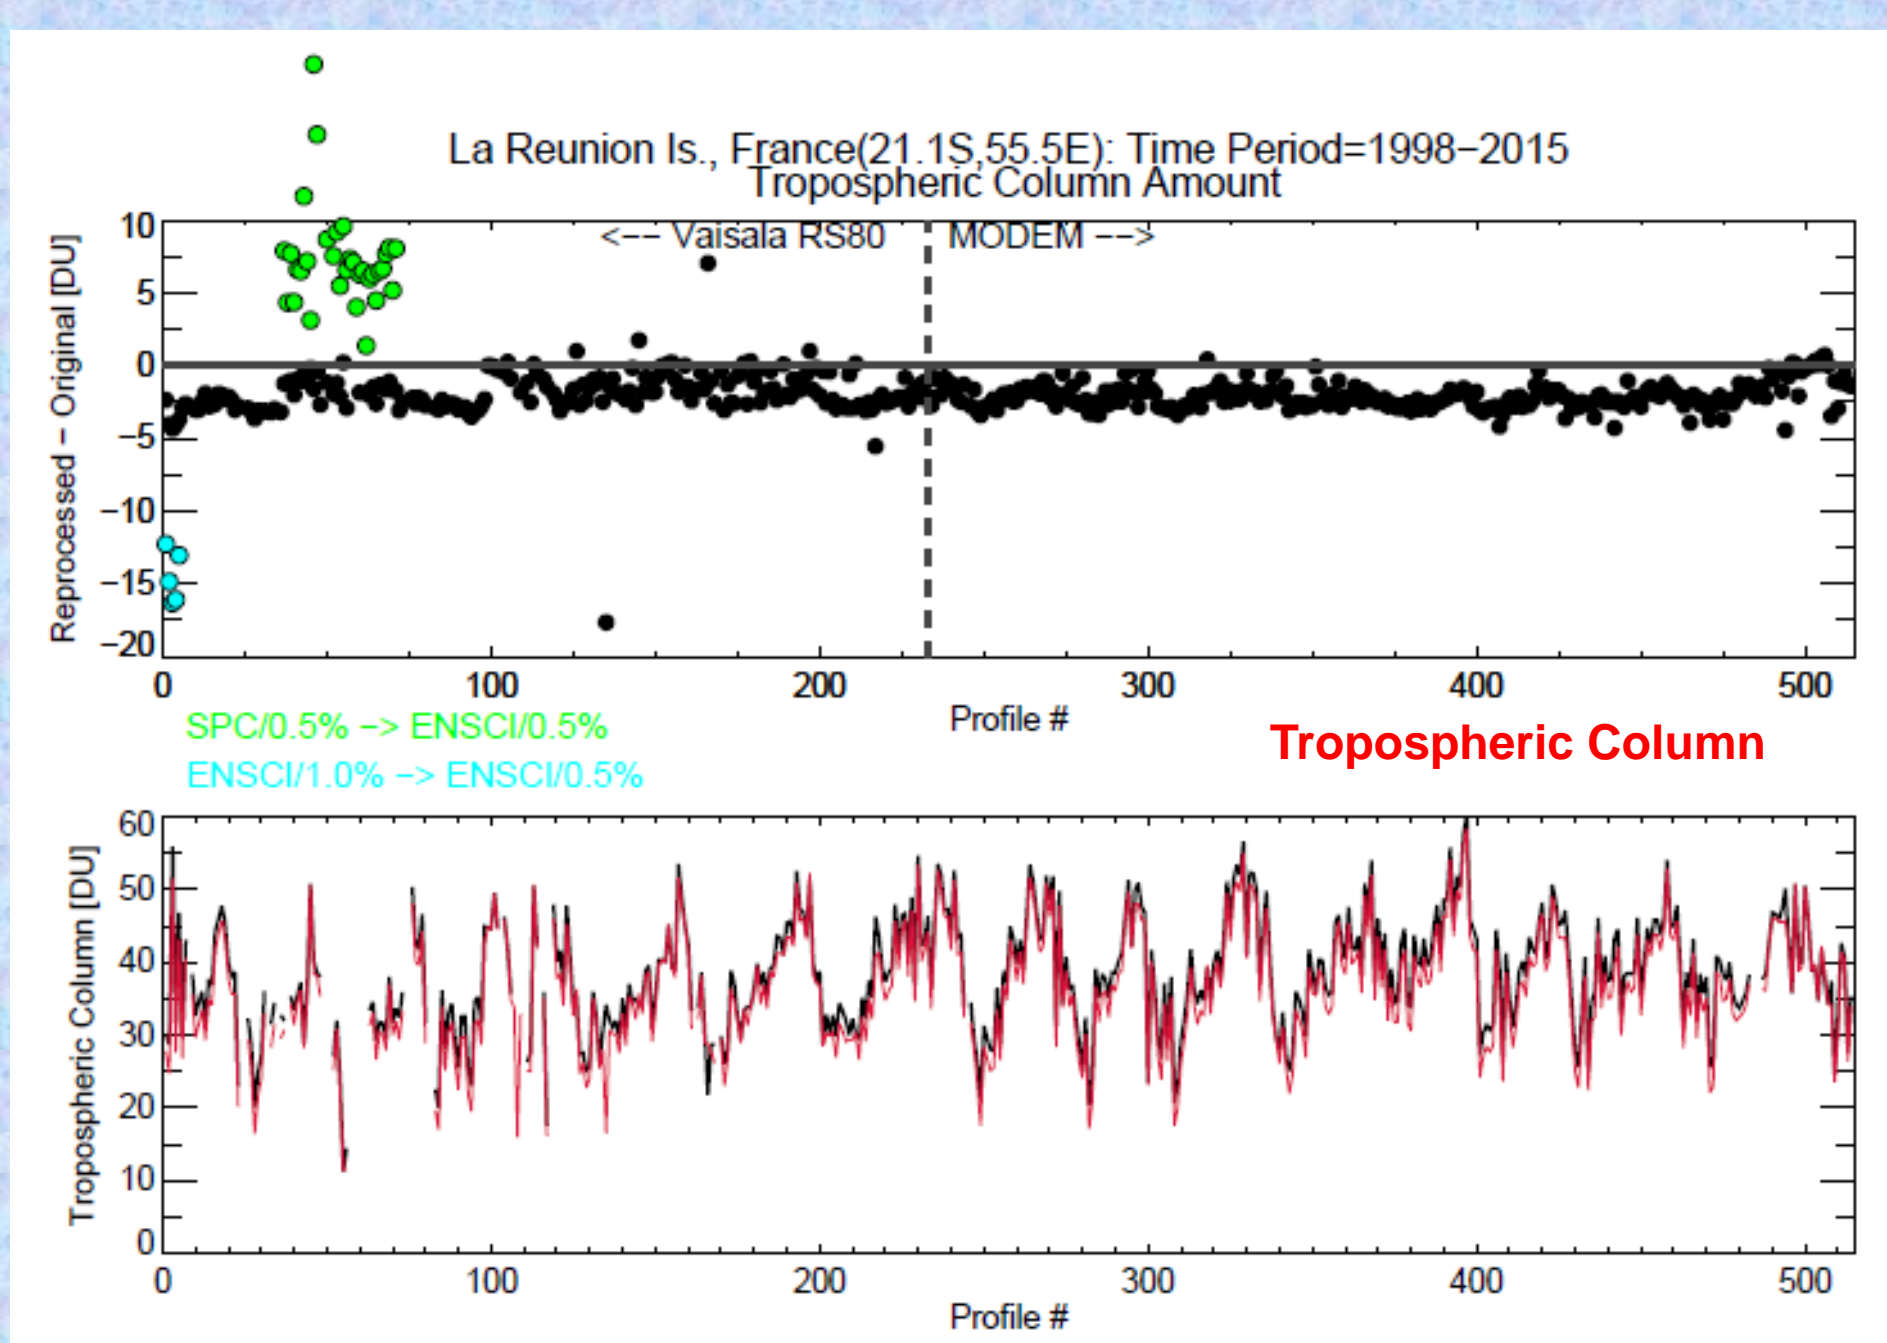 La Reunion Is., France(21.1S,55.5E): Time Period=1998−2015
Tropospheric Column Amount
<−− Vaisala RS80
MODEM −−>
Reprocessed − Original [DU]
10
5
0
−5
−10
−15
−20
0
100
200
300
400
500
Profile #
SPC/0.5% −> ENSCI/0.5%
ENSCI/1.0% −> ENSCI/0.5%
Tropospheric Column
Tropospheric Column [DU]
60
50
40
30
20
10
0
0
100
200
300
400
500
Profile #